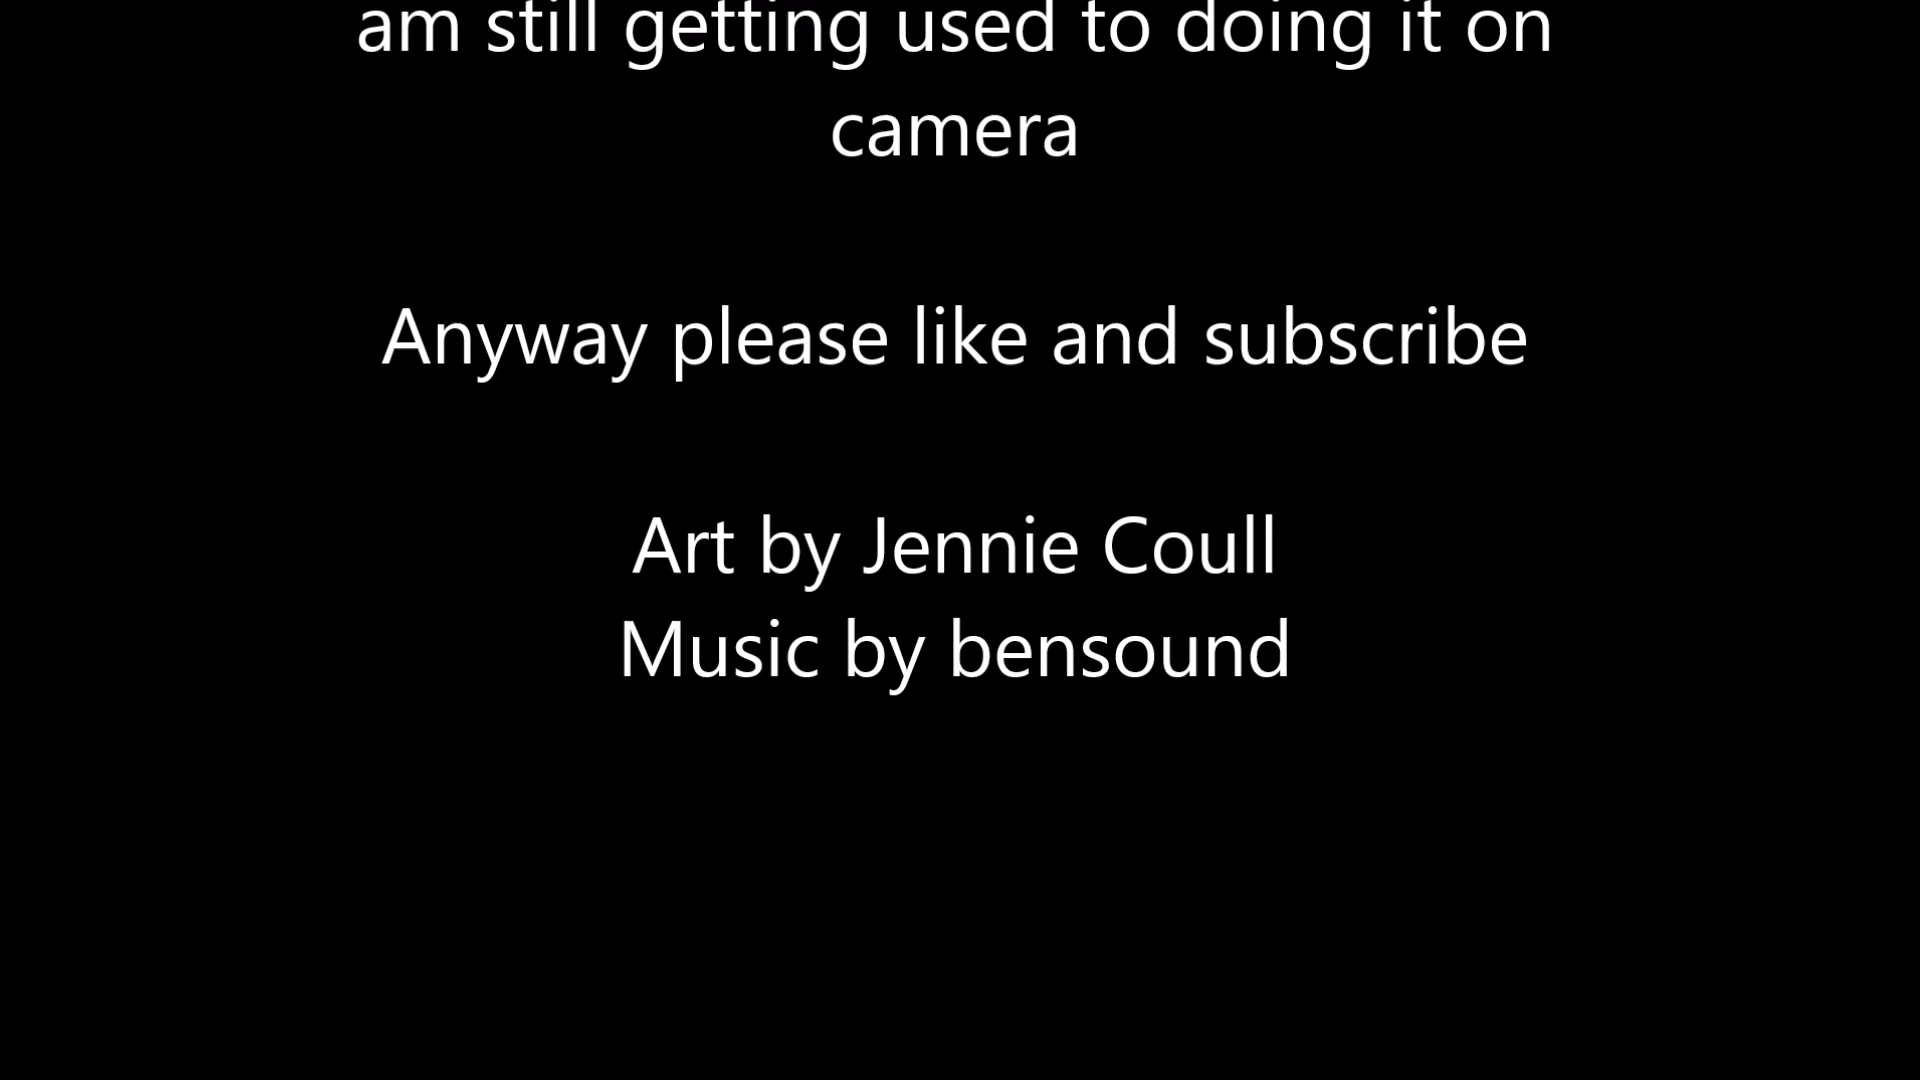 am still getting used to doing it on
camera
Anyway please like and subscribe
Art by Jennie Coull
Music by bensound